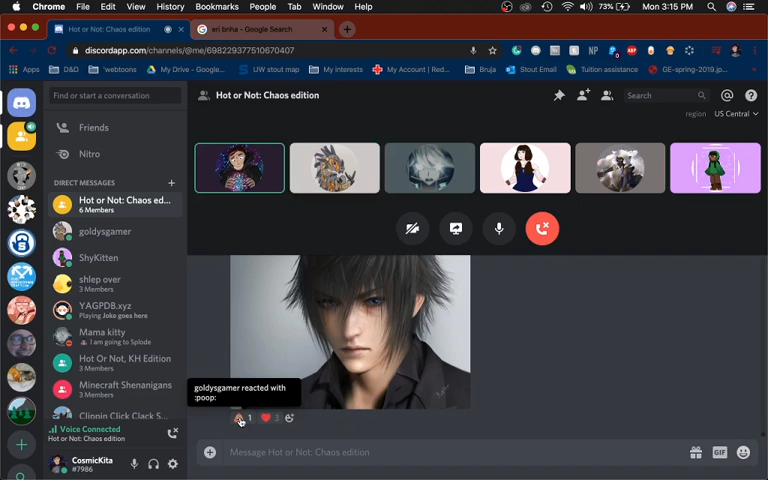 Chrome File Edit View History Bookmarks People Tab Window Help 73% Mon 3:15 PM
Hot or Not: Chaos edition
eri bnha - Google Search
discordapp.com/channels/@me/698229377510670407
Apps D&D 'webtoons My Drive - Google... UW stout map My interests My Account | Red... Bruja Stout Email Tuition assistance GE-spring-2019.jp...
Find or start a conversation
Hot or Not: Chaos edition
Search
region US Central
Friends
Nitro
DIRECT MESSAGES
Hot or Not: Chaos ed...
6 Members
goldysgamer
ShyKitten
shlep over
3 Members
YAGPDB.xyz
Playing Joke goes here
Mama kitty
I am going to Splode
Hot Or Not, KH Edition
3 Members
Minecraft Shenanigans
3 Members
Clippin Click Clack S...
goldysgamer reacted with
:poop:
1 3
Voice Connected
Hot or Not: Chaos edition
CosmicKita
#7986
Message Hot or Not: Chaos edition
GIF